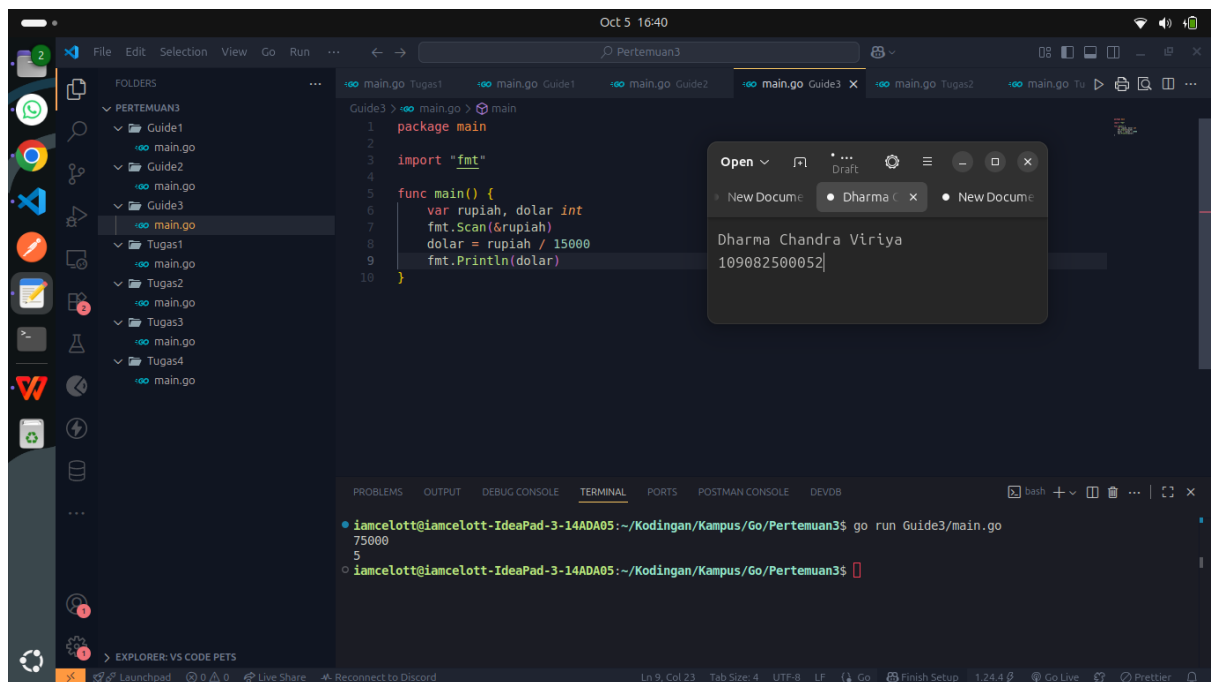 Oct 5 16:40
2
File Edit Selection View Go Run ···
Pertemuan3
FOLDERS
PERTEMUAN3
Guide1
main.go
Guide2
main.go
Guide3
main.go
Tugas1
main.go
Tugas2
main.go
Tugas3
main.go
Tugas4
main.go
EXPLORER: VS CODE PETS
main.go Tugas1 main.go Guide1 main.go Guide2 main.go Guide3 main.go Tugas2 main.go Tu
Guide3 > main.go > main
1 package main
2
3 import "fmt"
4
5 func main() {
6 var rupiah, dolar int
7 fmt.Scan(&rupiah)
8 dolar = rupiah / 15000
9 fmt.Println(dolar)
10 }
Open
Draft
New Docume Dharma C New Docume
Dharma Chandra Viriya
109082500052
2
1
1
PROBLEMS OUTPUT DEBUG CONSOLE TERMINAL PORTS POSTMAN CONSOLE DEVDB
bash
iamcelott@iamcelott-IdeaPad-3-14ADA05:~/Kodingan/Kampus/Go/Pertemuan3$ go run Guide3/main.go
75000
5
iamcelott@iamcelott-IdeaPad-3-14ADA05:~/Kodingan/Kampus/Go/Pertemuan3$
Launchpad 0 0 Live Share Reconnect to Discord Ln 9, Col 23 Tab Size: 4 UTF-8 LF Go Finish Setup 1.24.4 Go Live Prettier